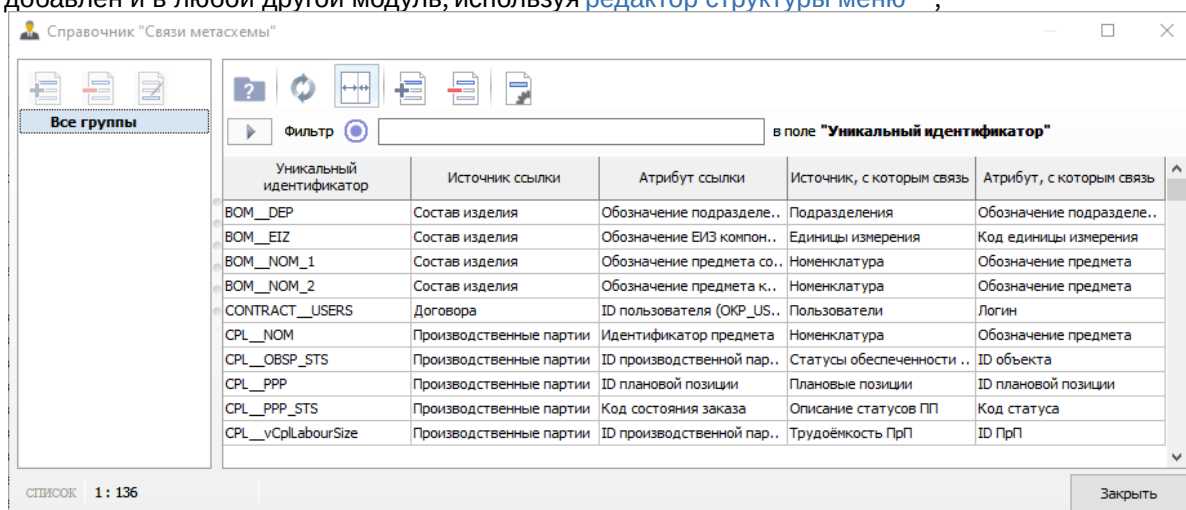 добавлен и в любой другой модуль, используя редактор структуры меню ,
Справочник "Связи метасхемы"
Все группы
Фильтр в поле "Уникальный идентификатор"
Уникальный идентификатор Источник ссылки Атрибут ссылки Источник, с которым связь Атрибут, с которым связь
BOM__DEP Состав изделия Обозначение подразделе.. Подразделения Обозначение подразделе..
BOM__EIZ Состав изделия Обозначение ЕИЗ компон.. Единицы измерения Код единицы измерения
BOM__NOM_1 Состав изделия Обозначение предмета со.. Номенклатура Обозначение предмета
BOM__NOM_2 Состав изделия Обозначение предмета к.. Номенклатура Обозначение предмета
CONTRACT__USERS Договора ID пользователя (OKP_US.. Пользователи Логин
CPL__NOM Производственные партии Идентификатор предмета Номенклатура Обозначение предмета
CPL__OBSP_STS Производственные партии ID производственной пар.. Статусы обеспеченности .. ID объекта
CPL__PPP Производственные партии ID плановой позиции Плановые позиции ID плановой позиции
CPL__PPP_STS Производственные партии Код состояния заказа Описание статусов ПП Код статуса
CPL__vCplLabourSize Производственные партии ID производственной пар.. Трудоёмкость ПрП ID ПрП
СПИСОК 1 : 136 Закрыть